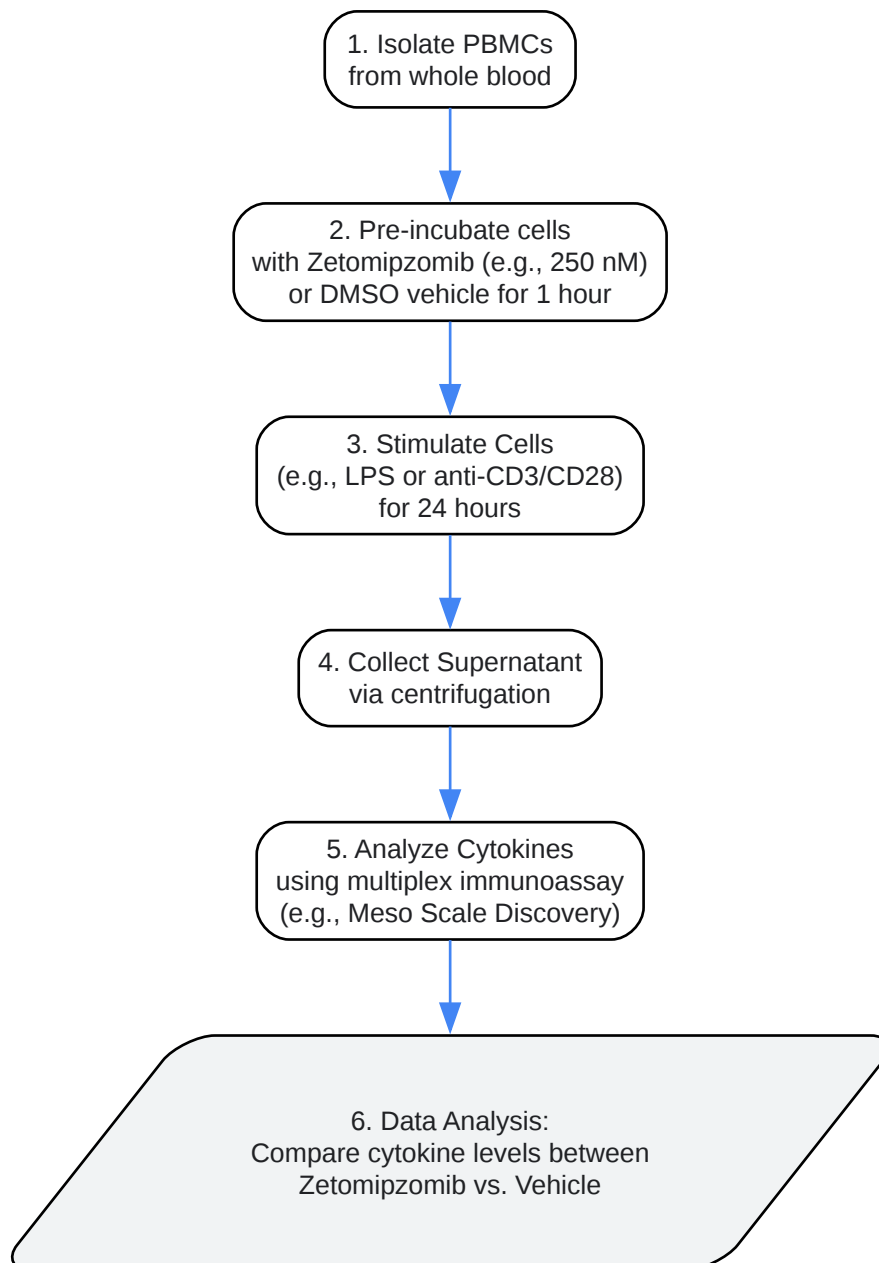 1. Isolate PBMCs
from whole blood
2. Pre-incubate cells
with Zetomipzomib (e.g., 250 nM)
or DMSO vehicle for 1 hour
3. Stimulate Cells
(e.g., LPS or anti-CD3/CD28)
for 24 hours
4. Collect Supernatant
via centrifugation
5. Analyze Cytokines
using multiplex immunoassay
(e.g., Meso Scale Discovery)
6. Data Analysis:
Compare cytokine levels between
Zetomipzomib vs. Vehicle